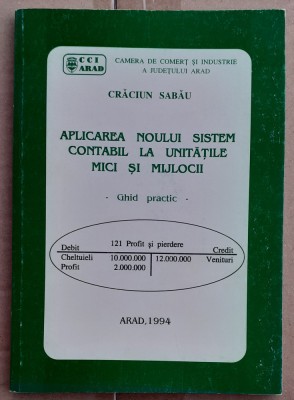 CCI
ARAD
CAMERA DE COMERȚ ȘI INDUSTRIE
A JUDEȚULUI ARAD
CRĂCIUN SABĂU
APLICAREA NOULUI SISTEM
CONTABIL LA UNITĂȚILE
MICI ȘI MIJLOCII
- Ghid practic -
Debit 121 Profit și pierdere Credit
Cheltuieli 10.000.000 12.000.000 Venituri
Profit 2.000.000
ARAD, 1994